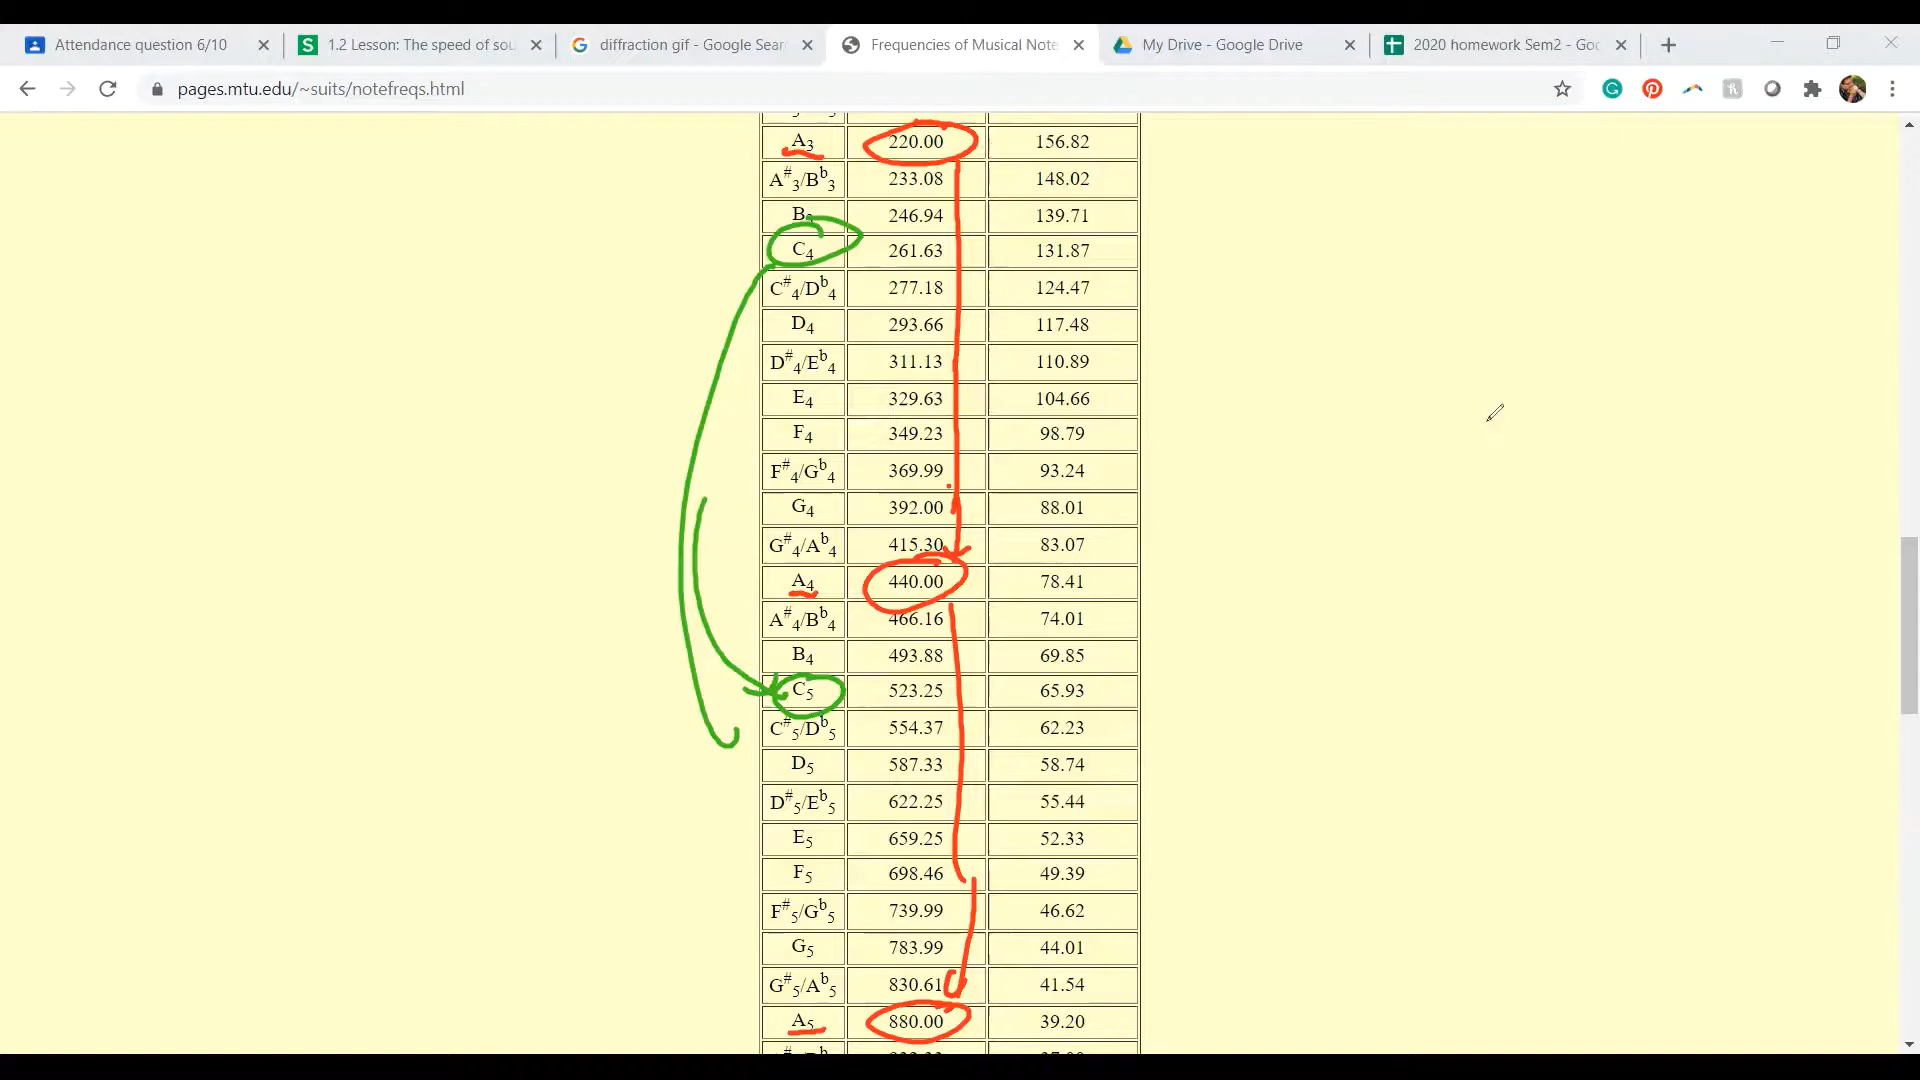 Attendance question 6/10 1.2 Lesson: The speed of sou diffraction gif - Google Sear Frequencies of Musical Note My Drive - Google Drive 2020 homework Sem2 - Goo
pages.mtu.edu/~suits/notefreqs.html
A3 220.00 156.82
A#3/Bb3 233.08 148.02
B3 246.94 139.71
C4 261.63 131.87
C#4/Db4 277.18 124.47
D4 293.66 117.48
D#4/Eb4 311.13 110.89
E4 329.63 104.66
F4 349.23 98.79
F#4/Gb4 369.99 93.24
G4 392.00 88.01
G#4/Ab4 415.30 83.07
A4 440.00 78.41
A#4/Bb4 466.16 74.01
B4 493.88 69.85
C5 523.25 65.93
C#5/Db5 554.37 62.23
D5 587.33 58.74
D#5/Eb5 622.25 55.44
E5 659.25 52.33
F5 698.46 49.39
F#5/Gb5 739.99 46.62
G5 783.99 44.01
G#5/Ab5 830.61 41.54
A5 880.00 39.20